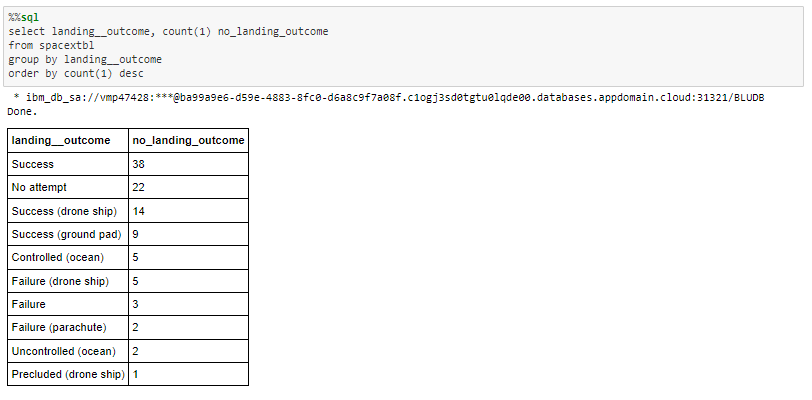 %%sql
select landing__outcome, count(1) no_landing_outcome
from spacextbl
group by landing__outcome
order by count(1) desc
* ibm_db_sa://vmp47428:***@ba99a9e6-d59e-4883-8fc0-d6a8c9f7a08f.c1ogj3sd0tgtu0lqde00.databases.appdomain.cloud:31321/BLUDB
Done.
landing__outcome no_landing_outcome
Success 38
No attempt 22
Success (drone ship) 14
Success (ground pad) 9
Controlled (ocean) 5
Failure (drone ship) 5
Failure 3
Failure (parachute) 2
Uncontrolled (ocean) 2
Precluded (drone ship) 1